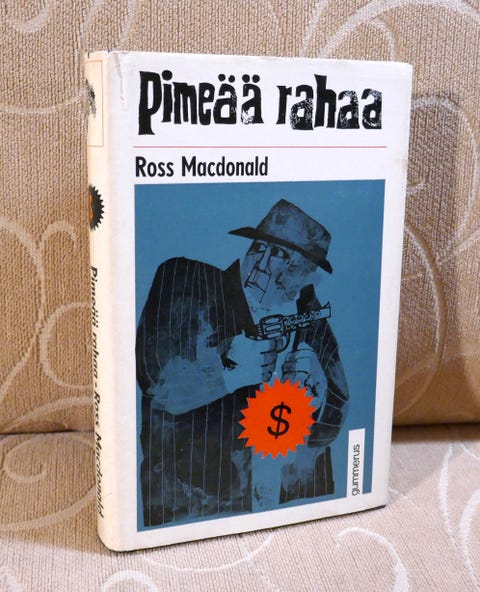 Pimeää rahaa
Ross Macdonald
$
gummerus
Pimeää rahaa - Ross Macdonald
$